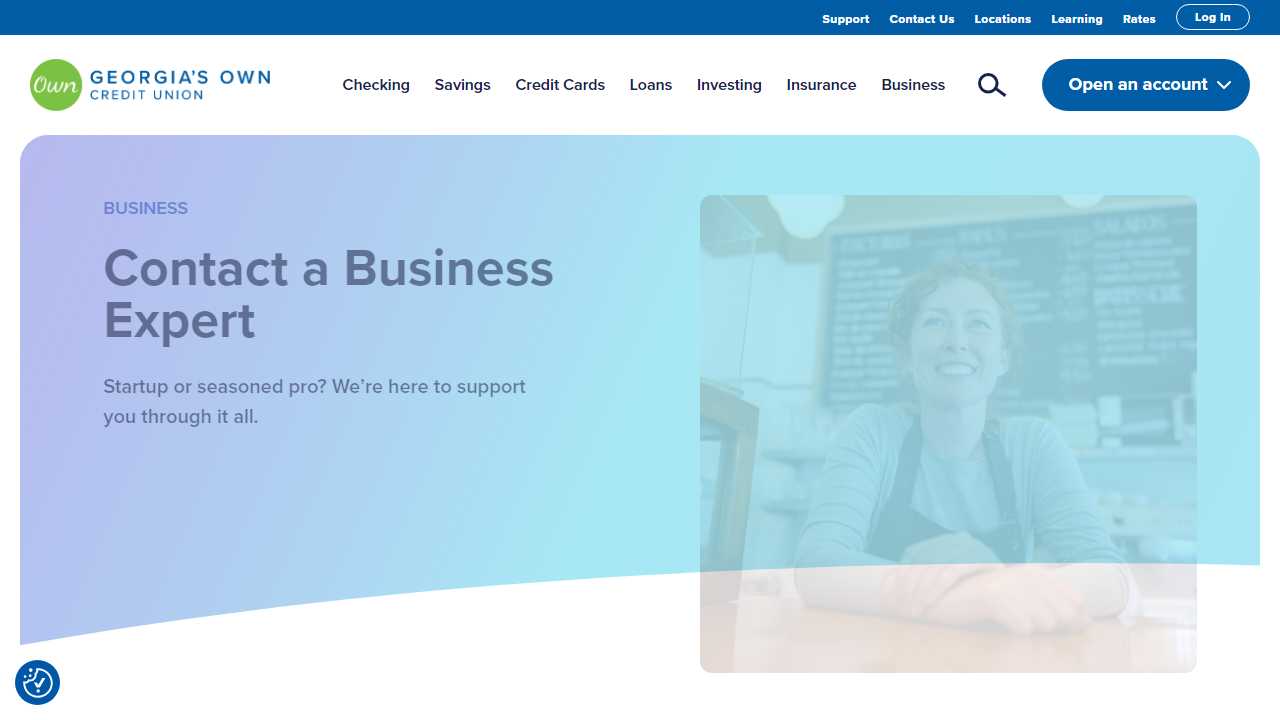 Support Contact Us Locations Learning Rates Log In
Own GEORGIA'S OWN
CREDIT UNION
Checking Savings Credit Cards Loans Investing Insurance Business Open an account
BUSINESS
Contact a Business
Expert
Startup or seasoned pro? We’re here to support
you through it all.